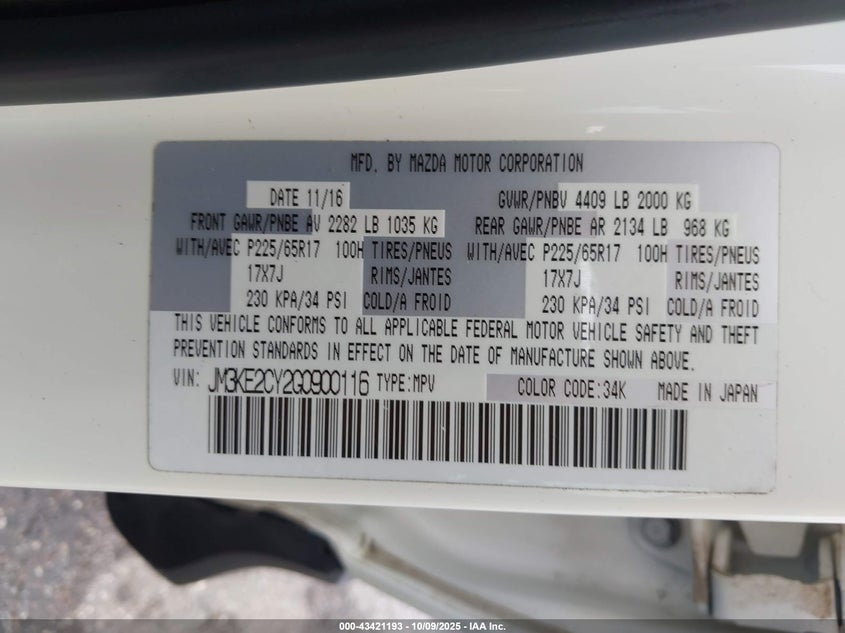 MFD. BY MAZDA MOTOR CORPORATION
DATE 11/16 GVWR/PNBV 4409 LB 2000 KG
FRONT GAWR/PNBE AV 2282 LB 1035 KG REAR GAWR/PNBE AR 2134 LB 968 KG
WITH/AVEC P225/65R17 100H TIRES/PNEUS WITH/AVEC P225/65R17 100H TIRES/PNEUS
17X7J RIMS/JANTES 17X7J RIMS/JANTES
230 KPA/34 PSI COLD/A FROID 230 KPA/34 PSI COLD/A FROID
THIS VEHICLE CONFORMS TO ALL APPLICABLE FEDERAL MOTOR VEHICLE SAFETY AND THEFT
PREVENTION STANDARDS IN EFFECT ON THE DATE OF MANUFACTURE SHOWN ABOVE.
VIN: JM3KE2CY2G0900116 TYPE:MPV COLOR CODE:34K MADE IN JAPAN
000-43421193 - 10/09/2025 - IAA Inc.